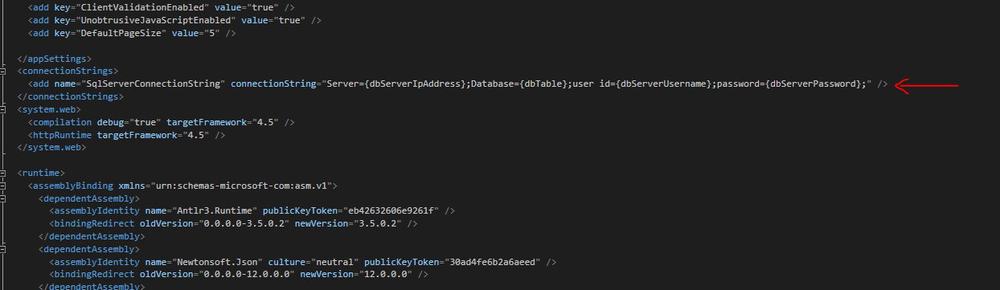 <add key="ClientValidationEnabled" value="true" />
<add key="UnobtrusiveJavaScriptEnabled" value="true" />
<add key="DefaultPageSize" value="5" />
</appSettings>
<connectionStrings>
<add name="SqlServerConnectionString" connectionString="Server={dbServerIpAddress};Database={dbTable};user id={dbServerUsername};password={dbServerPassword};" />
</connectionStrings>
<system.web>
<compilation debug="true" targetFramework="4.5" />
<httpRuntime targetFramework="4.5" />
</system.web>
<runtime>
<assemblyBinding xmlns="urn:schemas-microsoft-com:asm.v1">
<dependentAssembly>
<assemblyIdentity name="Antlr3.Runtime" publicKeyToken="eb42632606e9261f" />
<bindingRedirect oldVersion="0.0.0.0-3.5.0.2" newVersion="3.5.0.2" />
</dependentAssembly>
<dependentAssembly>
<assemblyIdentity name="Newtonsoft.Json" culture="neutral" publicKeyToken="30ad4fe6b2a6aeed" />
<bindingRedirect oldVersion="0.0.0.0-12.0.0.0" newVersion="12.0.0.0" />
</dependentAssembly>